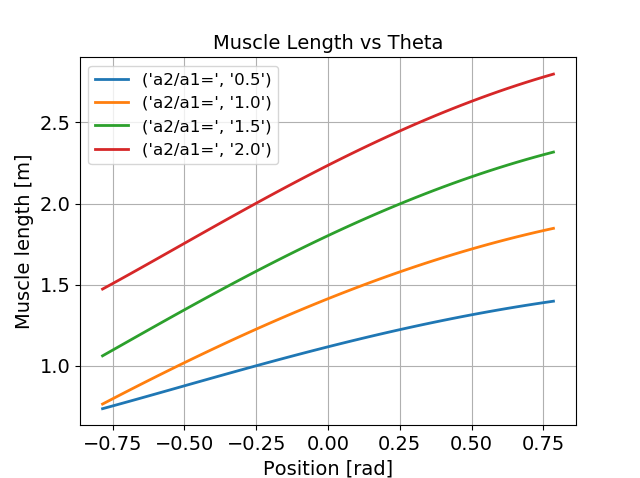 Muscle Length vs Theta
('a2/a1=', '0.5')
('a2/a1=', '1.0')
('a2/a1=', '1.5')
('a2/a1=', '2.0')
Muscle length [m]
2.5
2.0
1.5
1.0
−0.75 −0.50 −0.25 0.00 0.25 0.50 0.75
Position [rad]